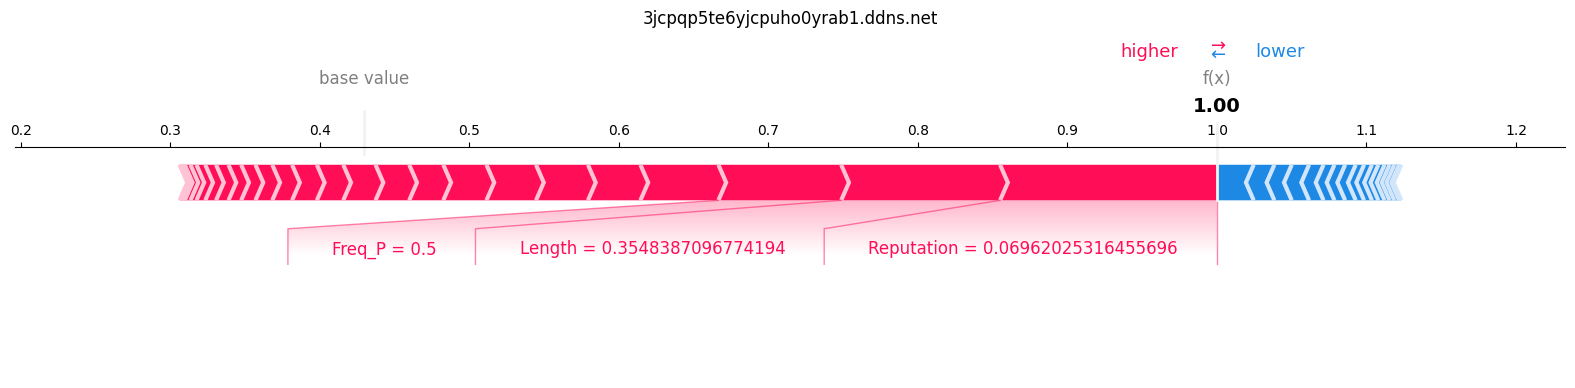 3jcpqp5te6yjcpuho0yrab1.ddns.net
higher ⇄ lower
base value f(x)
1.00
0.2 0.3 0.4 0.5 0.6 0.7 0.8 0.9 1.0 1.1 1.2
Freq_P = 0.5 Length = 0.3548387096774194 Reputation = 0.06962025316455696